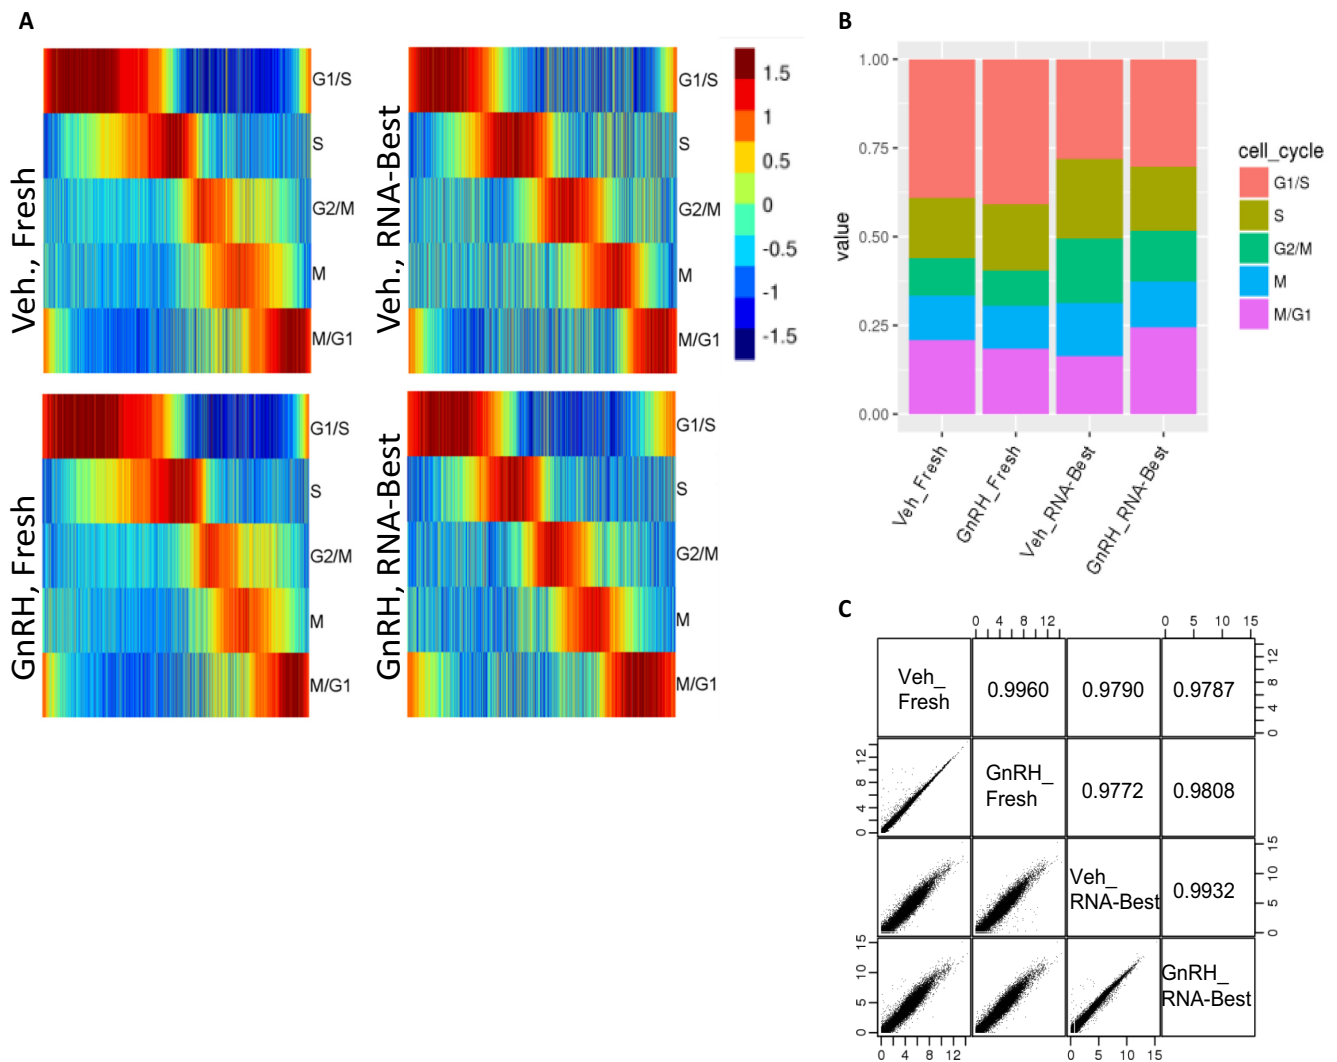 A
Veh., Fresh
G1/S
S
G2/M
M
M/G1
Veh., RNA-Best
G1/S
S
G2/M
M
M/G1
1.5
1
0.5
0
-0.5
-1
-1.5
GnRH, Fresh
G1/S
S
G2/M
M
M/G1
GnRH, RNA-Best
G1/S
S
G2/M
M
M/G1
B
value
1.00
0.75
0.50
0.25
0.00
Veh_Fresh
GnRH_Fresh
Veh_RNA-Best
GnRH_RNA-Best
cell_cycle
G1/S
S
G2/M
M
M/G1
C
0 2 4 6 8 12
0 5 10 15
Veh_
Fresh
0.9960
0.9790
0.9787
12
8
4
0
12
8
4
0
GnRH_
Fresh
0.9772
0.9808
Veh_
RNA-Best
0.9932
15
10
5
0
15
10
5
0
GnRH_
RNA-Best
0 4 8 12
0 5 10 15